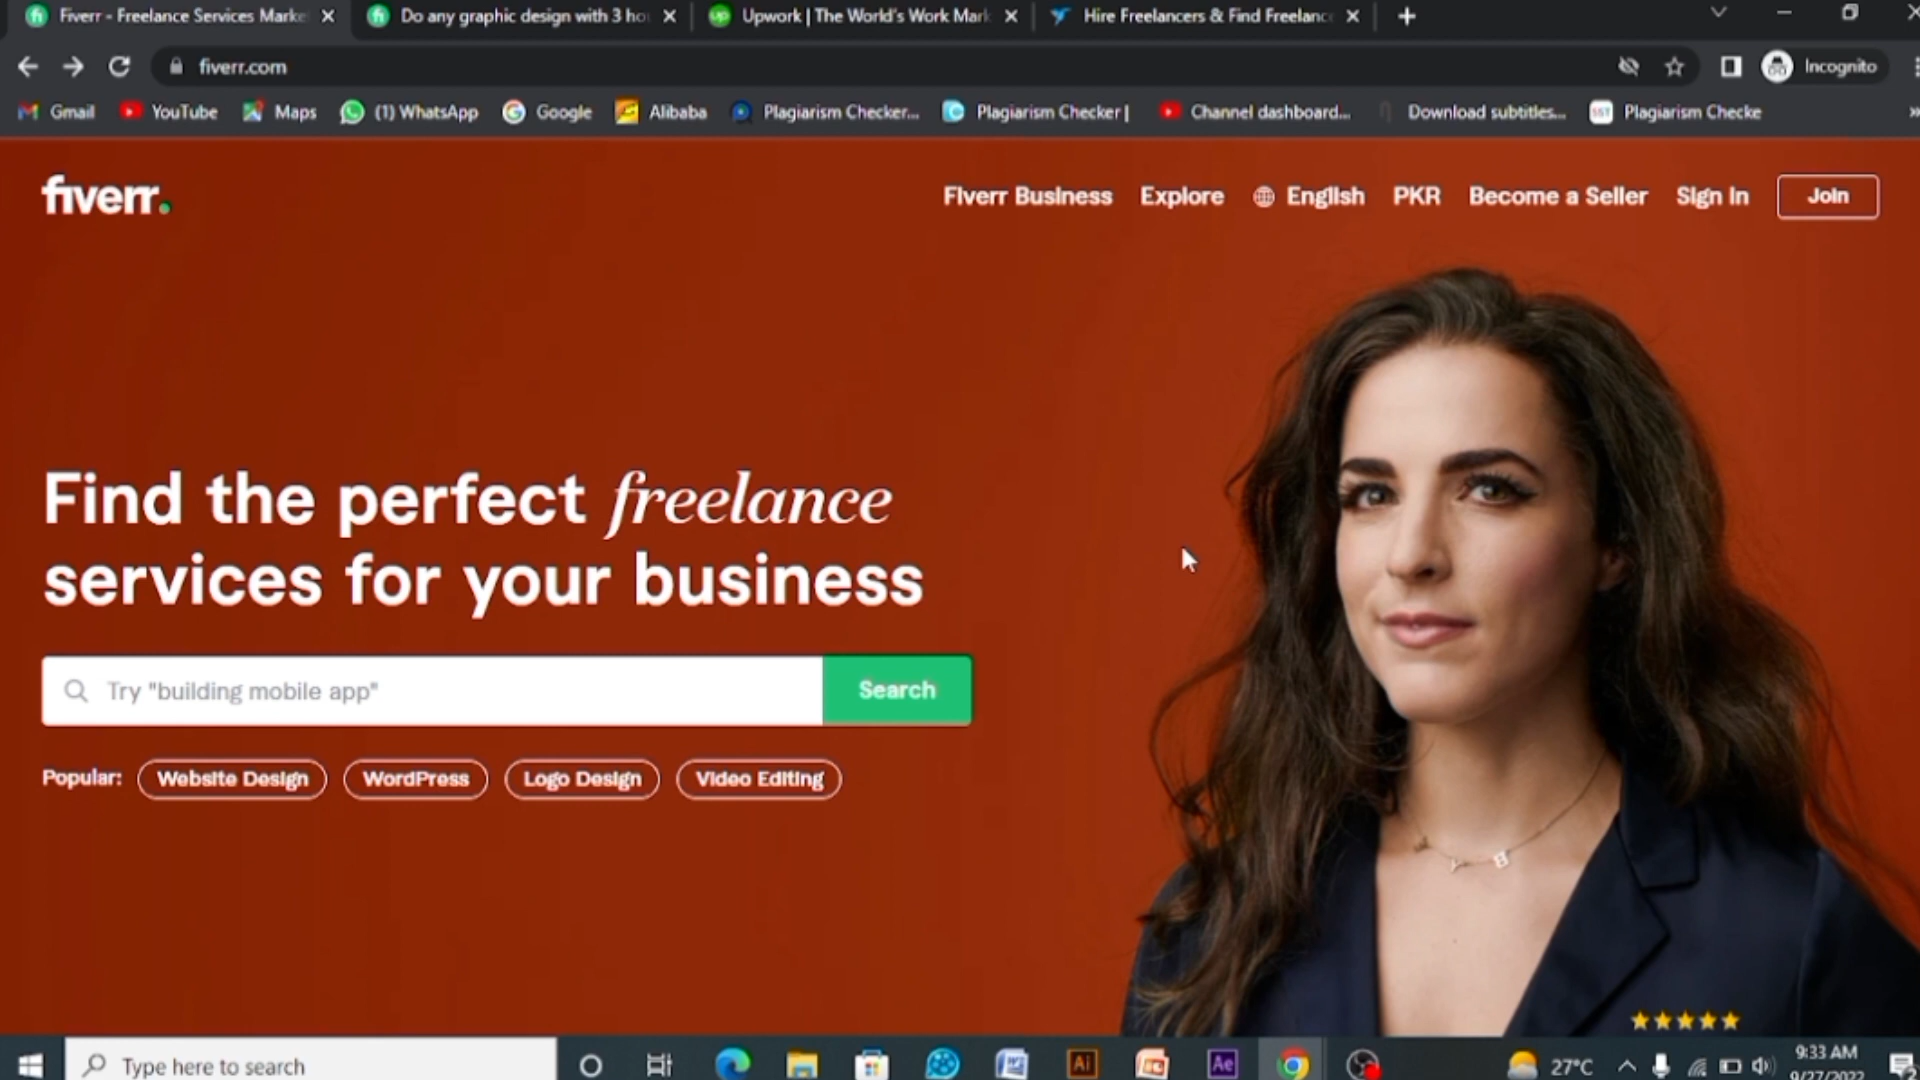 Fiverr - Freelance Services Marke
Do any graphic design with 3 ho
Upwork | The World's Work Mark
Hire Freelancers & Find Freelanc
fiverr.com
Incognito
Gmail
YouTube
Maps
(1) WhatsApp
Google
Alibaba
Plagiarism Checker...
Plagiarism Checker |
Channel dashboard...
Download subtitles...
Plagiarism Checke
fiverr.
Fiverr Business
Explore
English
PKR
Become a Seller
Sign In
Join
Find the perfect freelance
services for your business
Try "building mobile app"
Search
Popular:
Website Design
WordPress
Logo Design
Video Editing
Type here to search
27°C
9:33 AM
9/27/2022